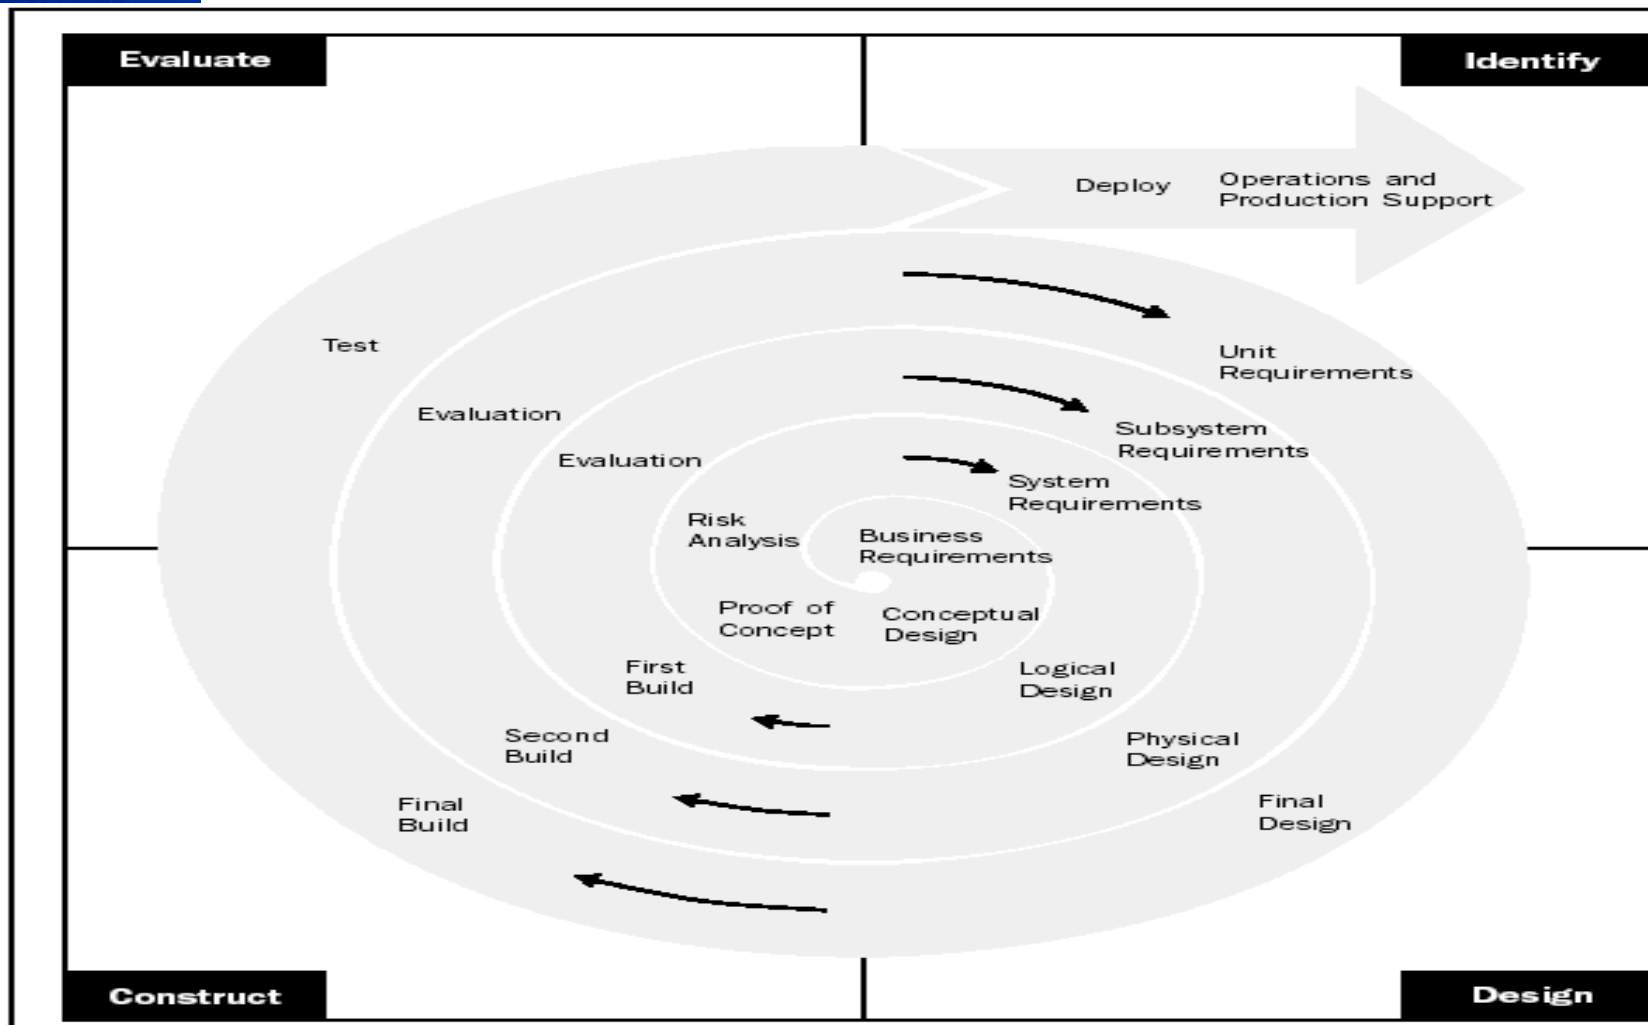 Evaluate
Identify
Deploy
Operations and
Production Support
Test
Unit
Requirements
Evaluation
Subsystem
Requirements
Evaluation
System
Requirements
Risk
Analysis
Business
Requirements
Proof of
Concept
Conceptual
Design
First
Build
Logical
Design
Second
Build
Physical
Design
Final
Build
Final
Design
Construct
Design